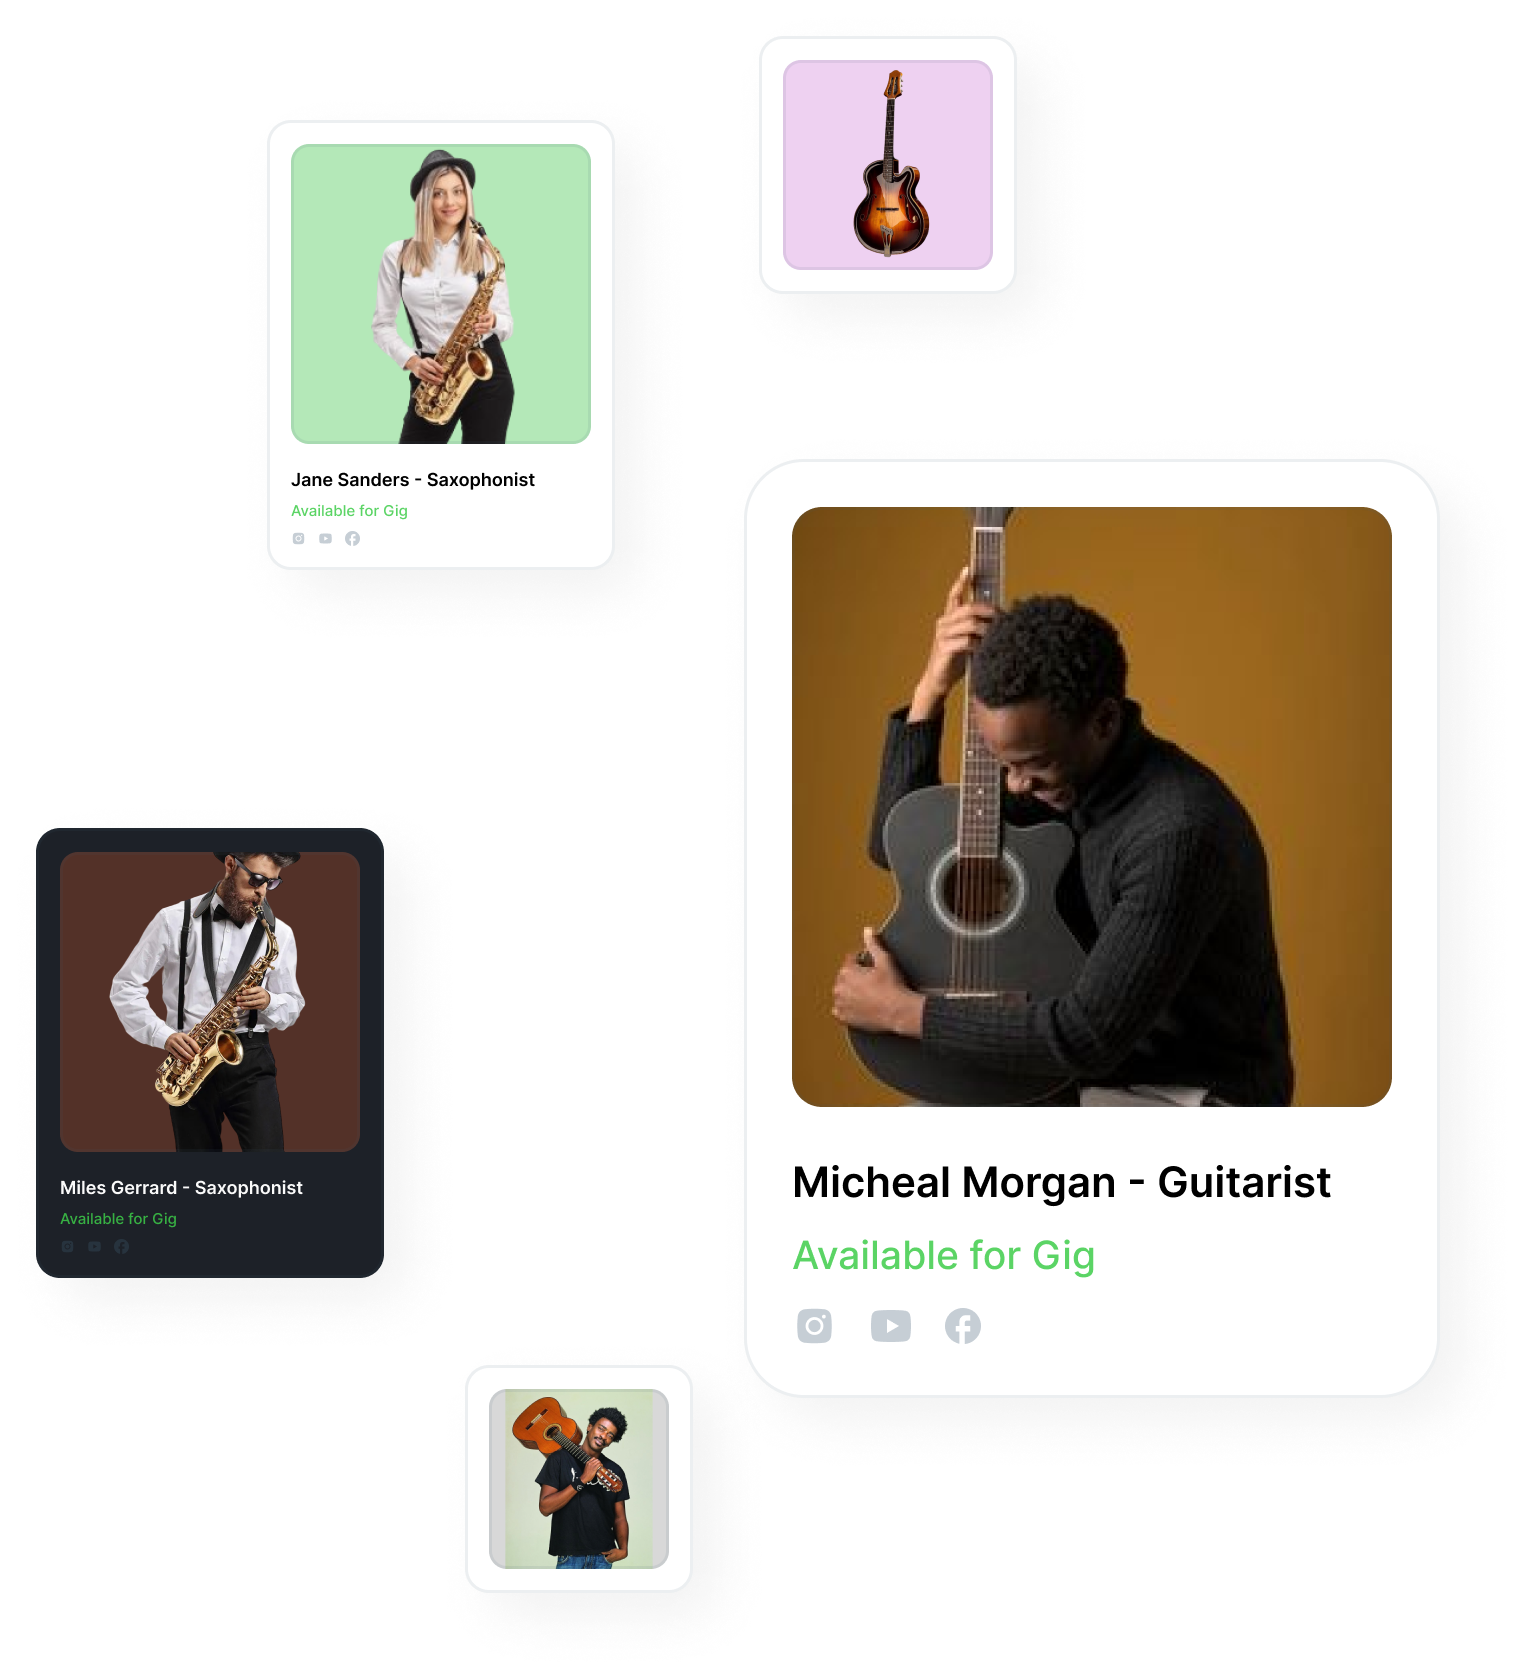 Jane Sanders - Saxophonist
Available for Gig
Micheal Morgan - Guitarist
Available for Gig
Miles Gerrard - Saxophonist
Available for Gig